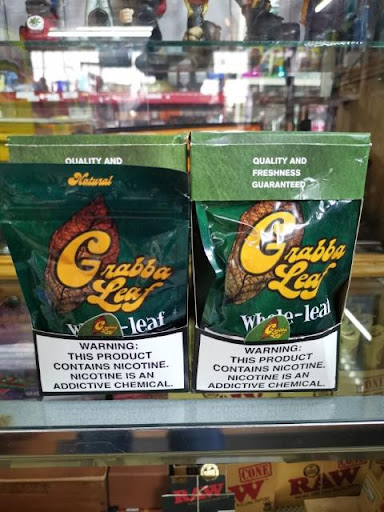 QUALITY AND
Natural
Grabba
Leaf
Whole-leaf
WARNING:
THIS PRODUCT
CONTAINS NICOTINE.
NICOTINE IS AN
ADDICTIVE CHEMICAL.
QUALITY AND
FRESHNESS
GUARANTEED
Grabba
Leaf
Whole-leaf
WARNING:
THIS PRODUCT
CONTAINS NICOTINE.
NICOTINE IS AN
ADDICTIVE CHEMICAL.
RAW
CONE
RAW
RAW